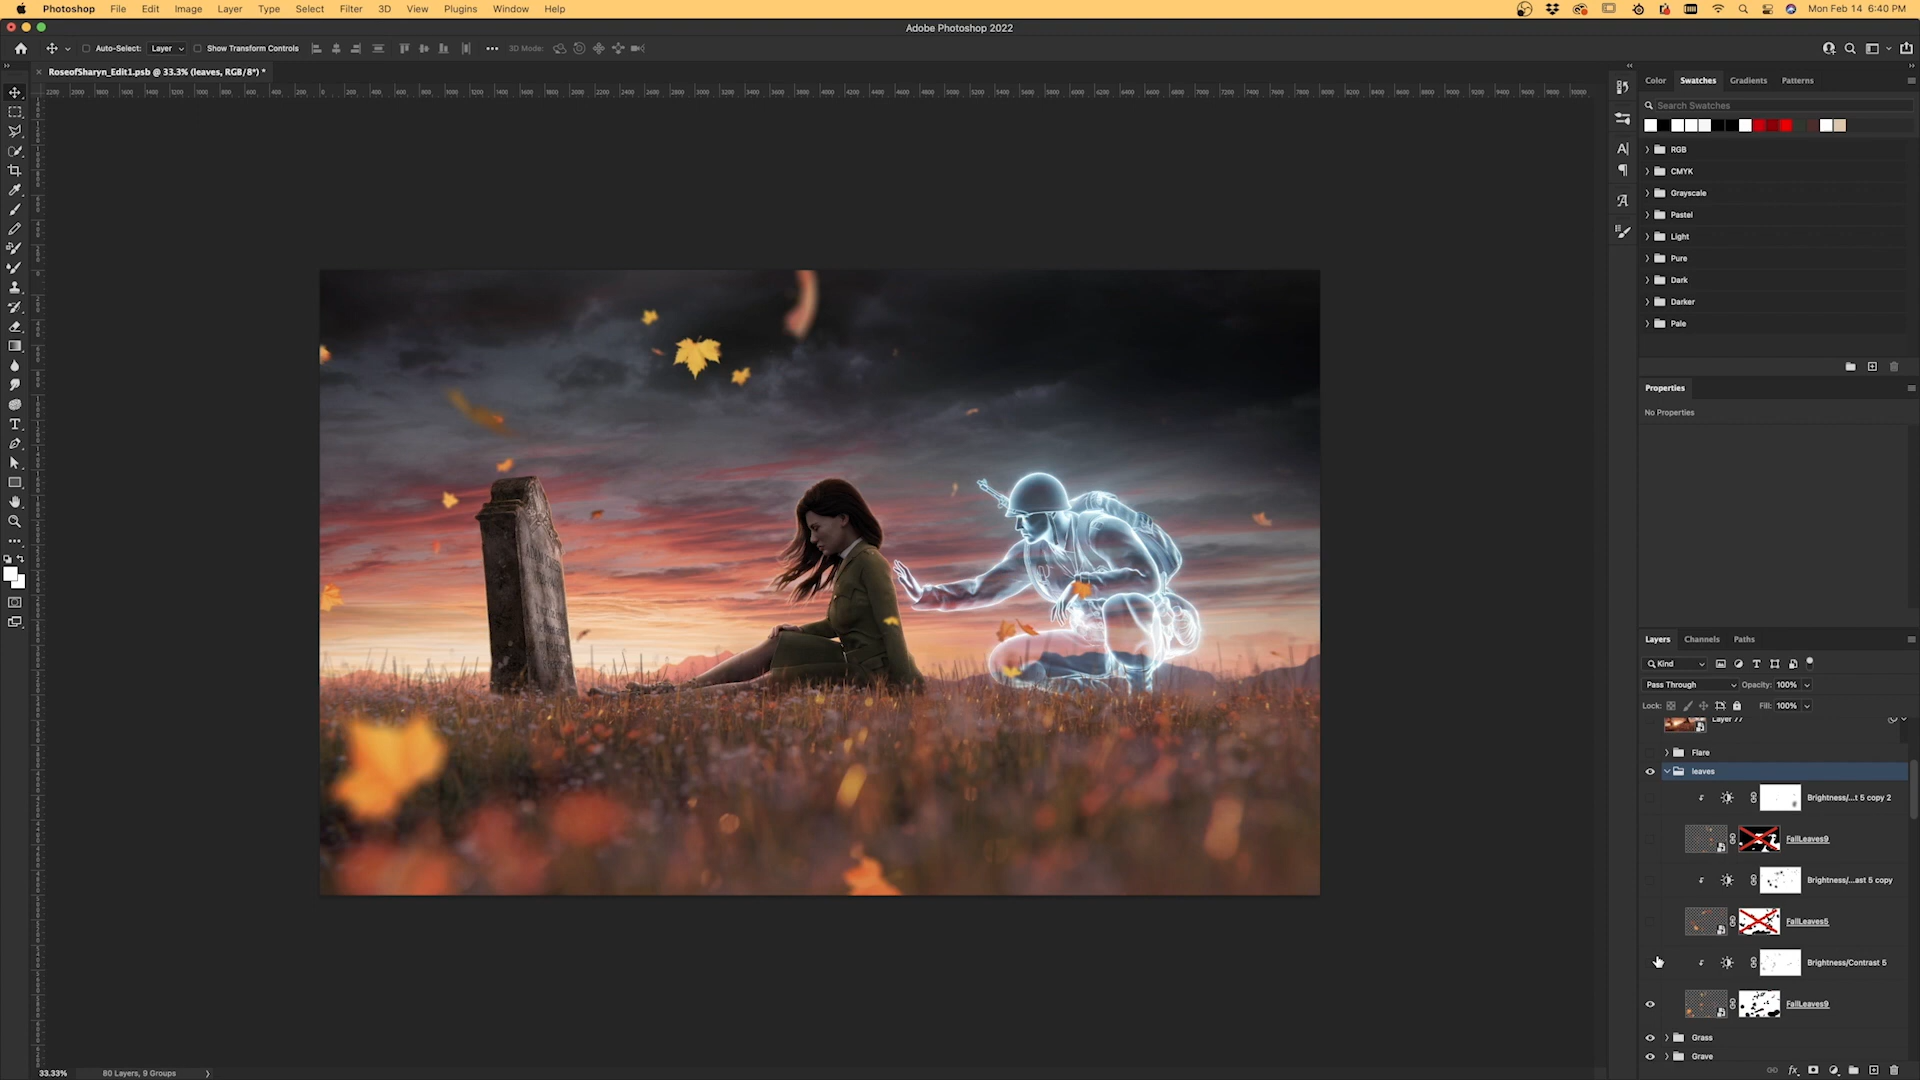 Photoshop File Edit Image Layer Type Select Filter 3D View Plugins Window Help Mon Feb 14 6:40 PM
Adobe Photoshop 2022
Auto-Select: Layer Show Transform Controls 3D Mode:
RoseofSharyn_Edit1.psb @ 33.3% (leaves, RGB/8*) *
Color Swatches Gradients Patterns
Search Swatches
RGB
CMYK
Grayscale
Pastel
Light
Pure
Dark
Darker
Pale
Properties
No Properties
Layers Channels Paths
Kind
Pass Through Opacity: 100%
Lock: Fill: 100%
Layer 77
Flare
leaves
Brightness/...t 5 copy 2
FallLeaves9
Brightness/...ast 5 copy
FallLeaves5
Brightness/Contrast 5
FallLeaves9
Grass
Grave
33.33% 80 Layers, 9 Groups